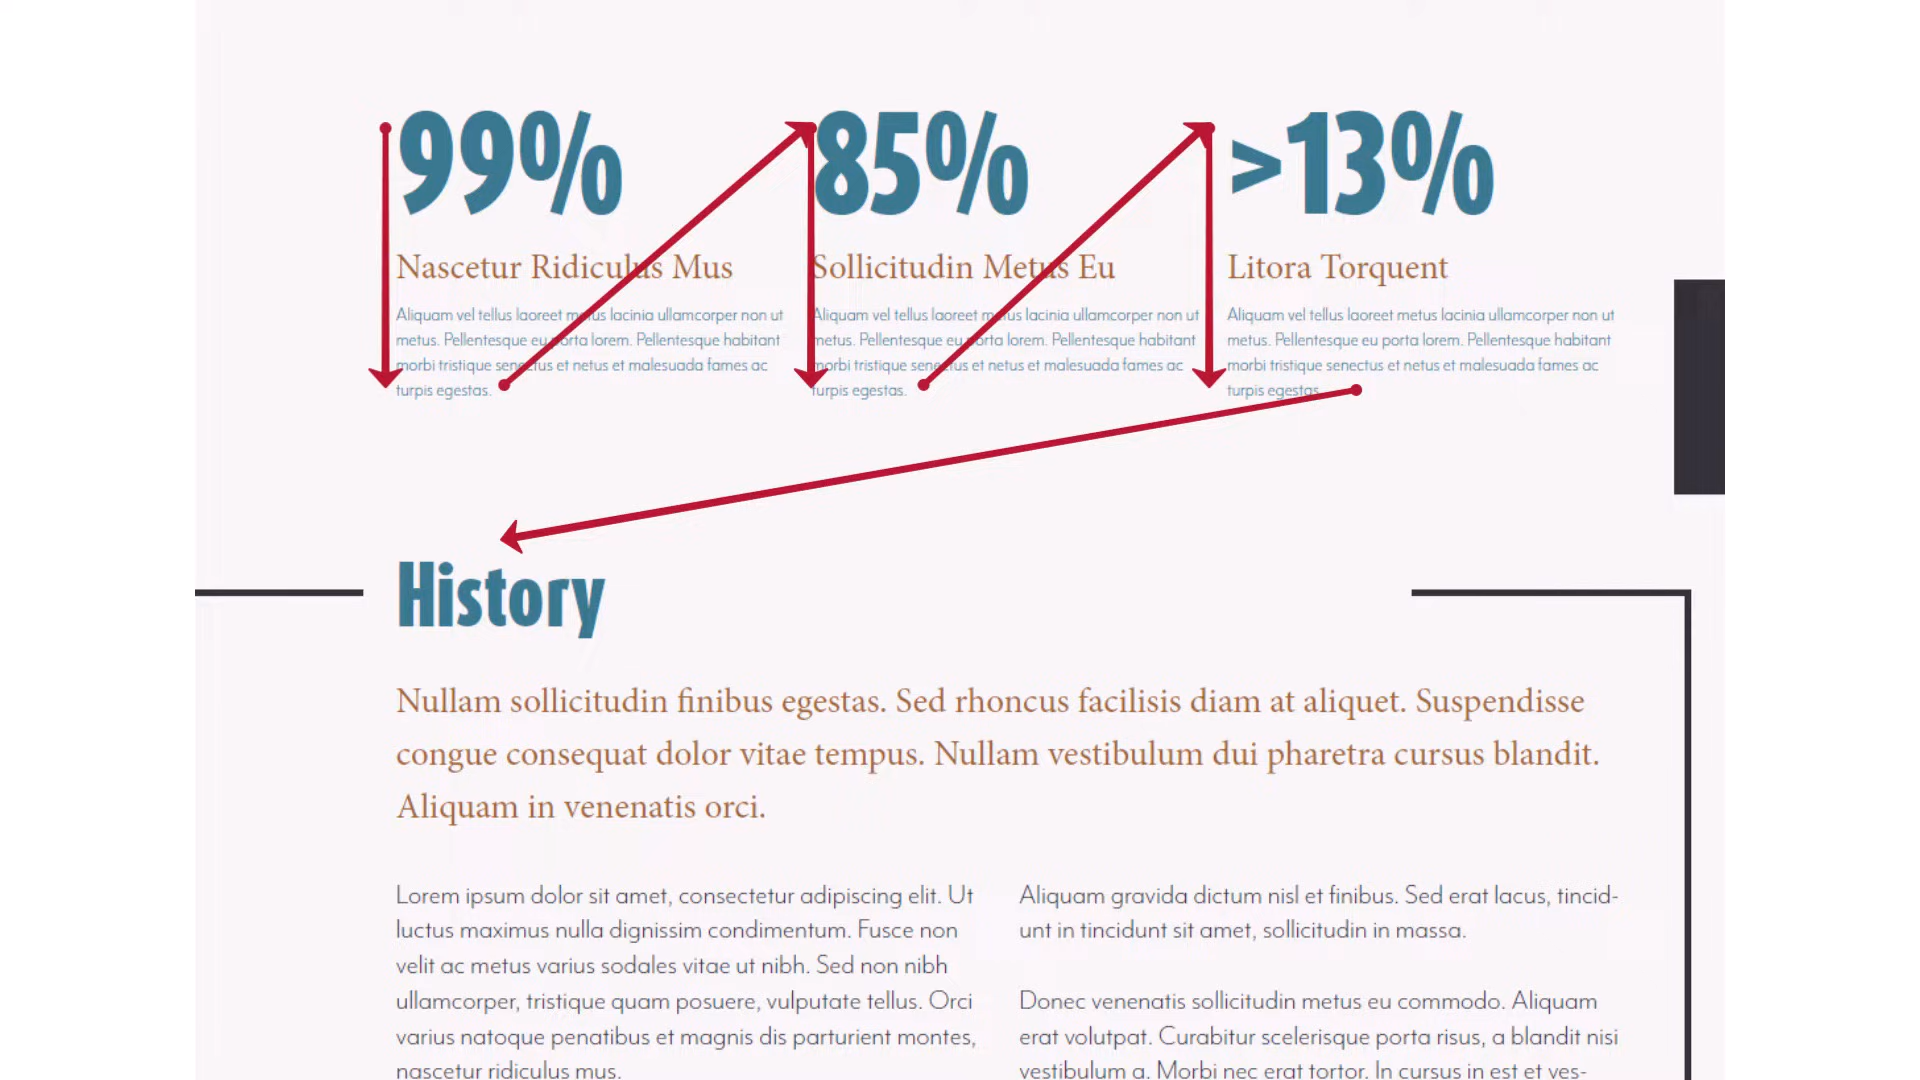 99%
Nascetur Ridiculus Mus
Aliquam vel tellus laoreet metus lacinia ullamcorper non ut
metus. Pellentesque eu porta lorem. Pellentesque habitant
morbi tristique senectus et netus et malesuada fames ac
turpis egestas.
85%
Sollicitudin Metus Eu
Aliquam vel tellus laoreet metus lacinia ullamcorper non ut
metus. Pellentesque eu porta lorem. Pellentesque habitant
morbi tristique senectus et netus et malesuada fames ac
turpis egestas.
>13%
Litora Torquent
Aliquam vel tellus laoreet metus lacinia ullamcorper non ut
metus. Pellentesque eu porta lorem. Pellentesque habitant
morbi tristique senectus et netus et malesuada fames ac
turpis egestas.
History
Nullam sollicitudin finibus egestas. Sed rhoncus facilisis diam at aliquet. Suspendisse
congue consequat dolor vitae tempus. Nullam vestibulum dui pharetra cursus blandit.
Aliquam in venenatis orci.
Lorem ipsum dolor sit amet, consectetur adipiscing elit. Ut
luctus maximus nulla dignissim condimentum. Fusce non
velit ac metus varius sodales vitae ut nibh. Sed non nibh
ullamcorper, tristique quam posuere, vulputate tellus. Orci
varius natoque penatibus et magnis dis parturient montes,
nascetur ridiculus mus.
Aliquam gravida dictum nisl et finibus. Sed erat lacus, tincid-
unt in tincidunt sit amet, sollicitudin in massa.
Donec venenatis sollicitudin metus eu commodo. Aliquam
erat volutpat. Curabitur scelerisque porta risus, a blandit nisi
vestibulum a. Morbi nec erat tortor. In cursus in est et ves-